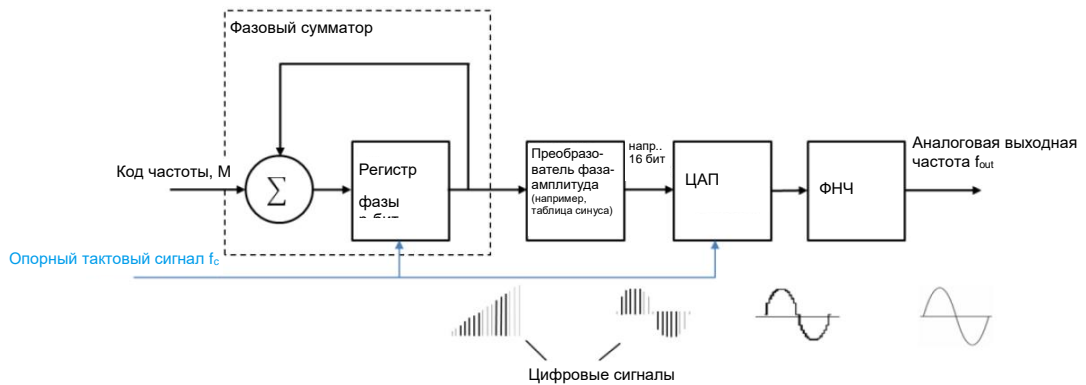 Фазовый сумматор
Код частоты, М
Σ
Регистр
фазы
Преобразо-
ватель фаза-
амплитуда
(например,
таблица синуса)
напр..
16 бит
ЦАП
ФНЧ
Аналоговая выходная
частота fout
Опорный тактовый сигнал fc
Цифровые сигналы